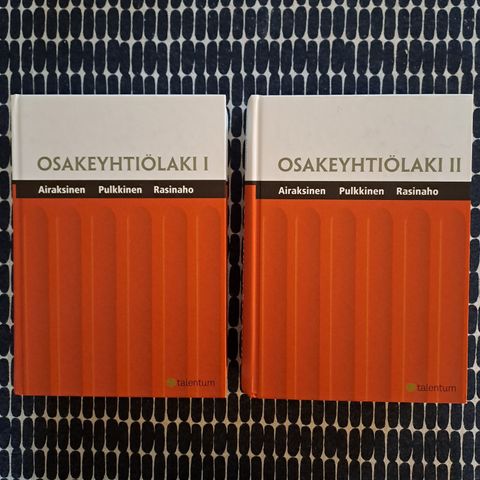 OSAKEYHTIÖLAKI I
Airaksinen Pulkkinen Rasinaho
talentum
OSAKEYHTIÖLAKI II
Airaksinen Pulkkinen Rasinaho
talentum